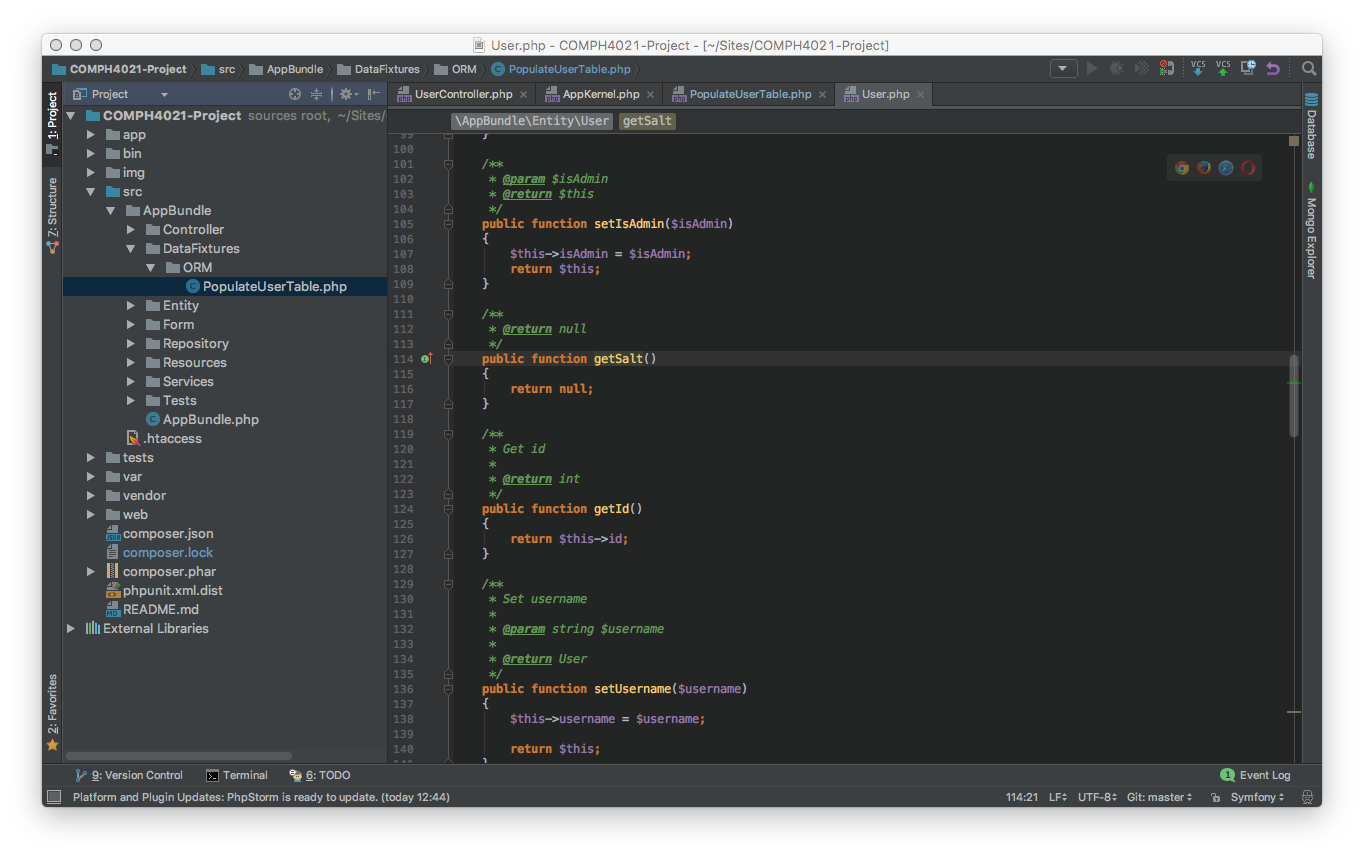 User.php - COMPH4021-Project - [~/Sites/COMPH4021-Project]
COMPH4021-Project src AppBundle DataFixtures ORM PopulateUserTable.php
VCS VCS
Project
UserController.php AppKernel.php PopulateUserTable.php User.php
1: Project
Z: Structure
2: Favorites
COMPH4021-Project sources root, ~/Sites/
app
bin
img
src
AppBundle
Controller
DataFixtures
ORM
PopulateUserTable.php
Entity
Form
Repository
Resources
Services
Tests
AppBundle.php
.htaccess
tests
var
vendor
web
composer.json
composer.lock
composer.phar
phpunit.xml.dist
README.md
External Libraries
\AppBundle\Entity\User getSalt
99 }
100
101 /**
102 * @param $isAdmin
103 * @return $this
104 */
105 public function setIsAdmin($isAdmin)
106 {
107 $this->isAdmin = $isAdmin;
108 return $this;
109 }
110
111 /**
112 * @return null
113 */
114 public function getSalt()
115 {
116 return null;
117 }
118
119 /**
120 * Get id
121 *
122 * @return int
123 */
124 public function getId()
125 {
126 return $this->id;
127 }
128
129 /**
130 * Set username
131 *
132 * @param string $username
133 *
134 * @return User
135 */
136 public function setUsername($username)
137 {
138 $this->username = $username;
139
140 return $this;
141 }
Database
Mongo Explorer
9: Version Control Terminal 6: TODO
1 Event Log
Platform and Plugin Updates: PhpStorm is ready to update. (today 12:44)
114:21 LF UTF-8 Git: master Symfony